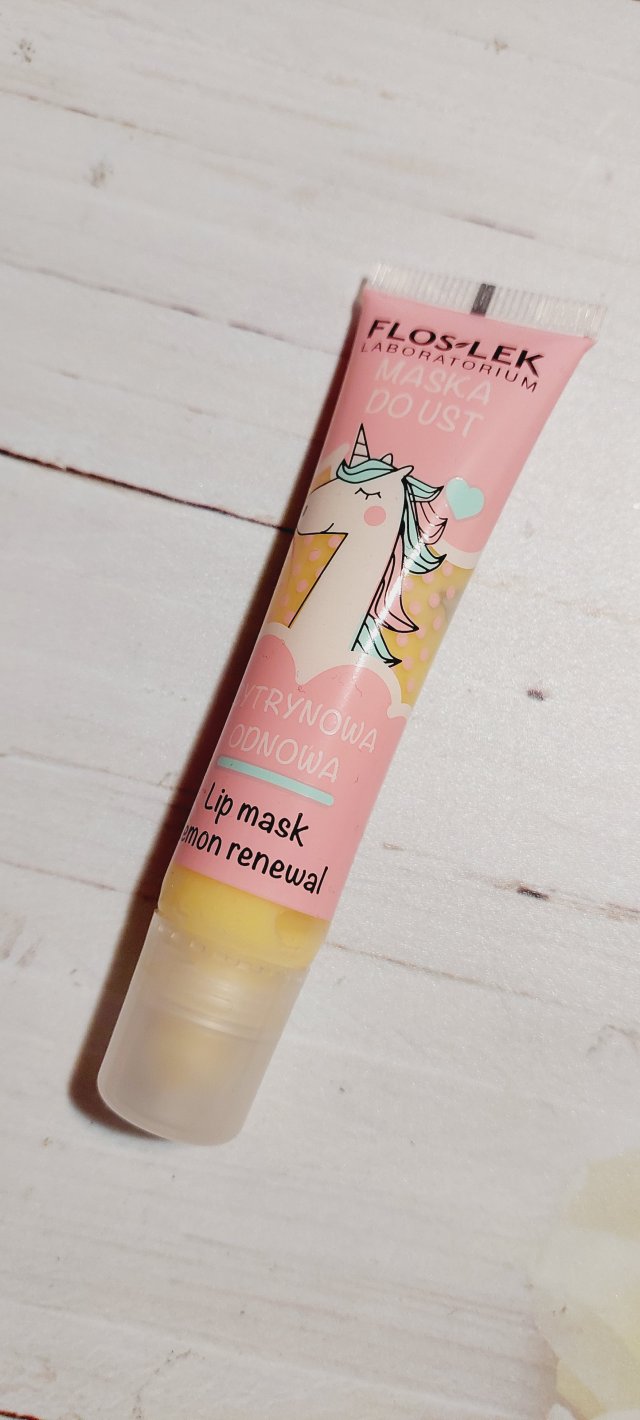 FLOS-LEK
LABORATORIUM
MASKA
DO UST
YTRYNOWA
ODNOWA
Lip mask
emon renewal